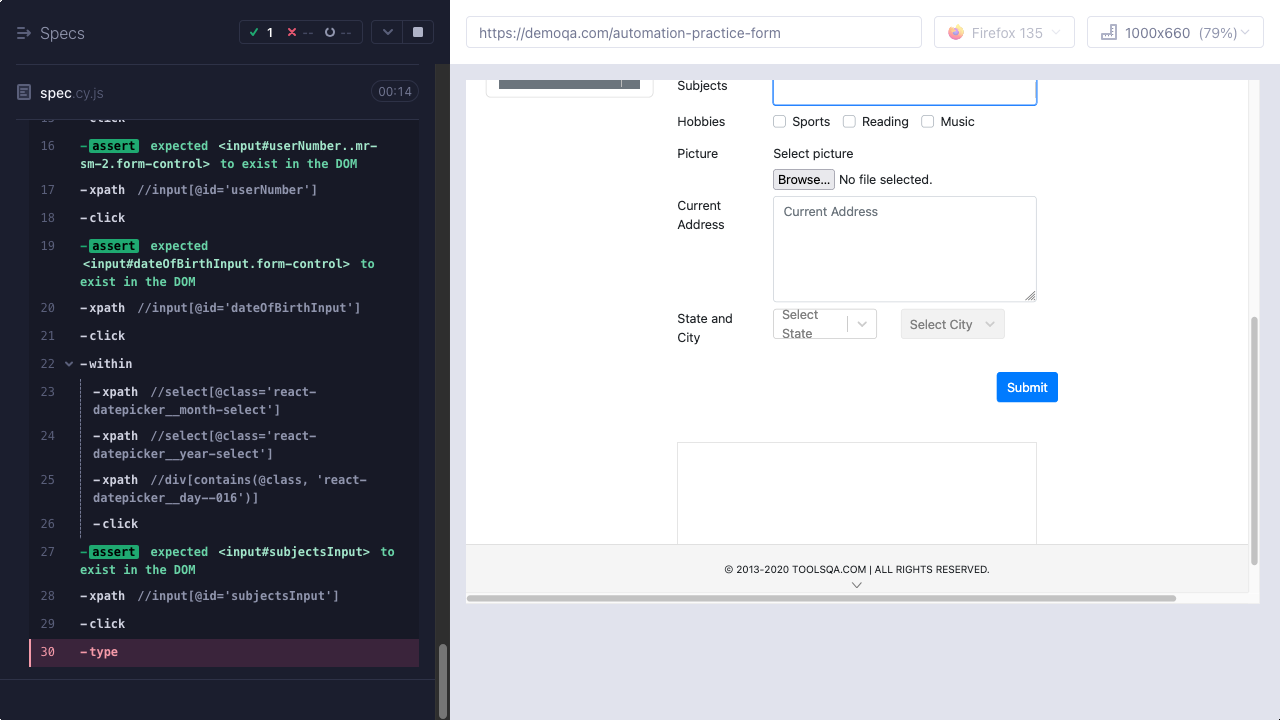 Specs
1
--
--
https://demoqa.com/automation-practice-form
Firefox 135
1000x660 (79%)
spec.cy.js
00:14
15 -click
16 -assert expected <input#userNumber..mr-
sm-2.form-control> to exist in the DOM
17 -xpath //input[@id='userNumber']
18 -click
19 -assert expected
<input#dateOfBirthInput.form-control> to
exist in the DOM
20 -xpath //input[@id='dateOfBirthInput']
21 -click
22 -within
23 -xpath //select[@class='react-
datepicker__month-select']
24 -xpath //select[@class='react-
datepicker__year-select']
25 -xpath //div[contains(@class, 'react-
datepicker__day--016')]
26 -click
27 -assert expected <input#subjectsInput> to
exist in the DOM
28 -xpath //input[@id='subjectsInput']
29 -click
30 -type
Subjects
Hobbies
Sports
Reading
Music
Picture
Select picture
Browse... No file selected.
Current
Address
Current Address
State and
City
Select
State
Select City
Submit
© 2013-2020 TOOLSQA.COM | ALL RIGHTS RESERVED.